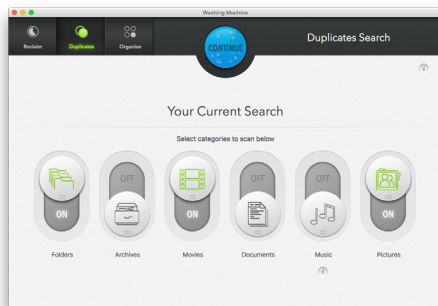 Washing Machine
Reclaim
Duplicates
Organize
CONTINUE
Duplicates Search
Your Current Search
Select categories to scan below
ON
OFF
ON
OFF
OFF
ON
Folders
Archives
Movies
Documents
Music
Pictures